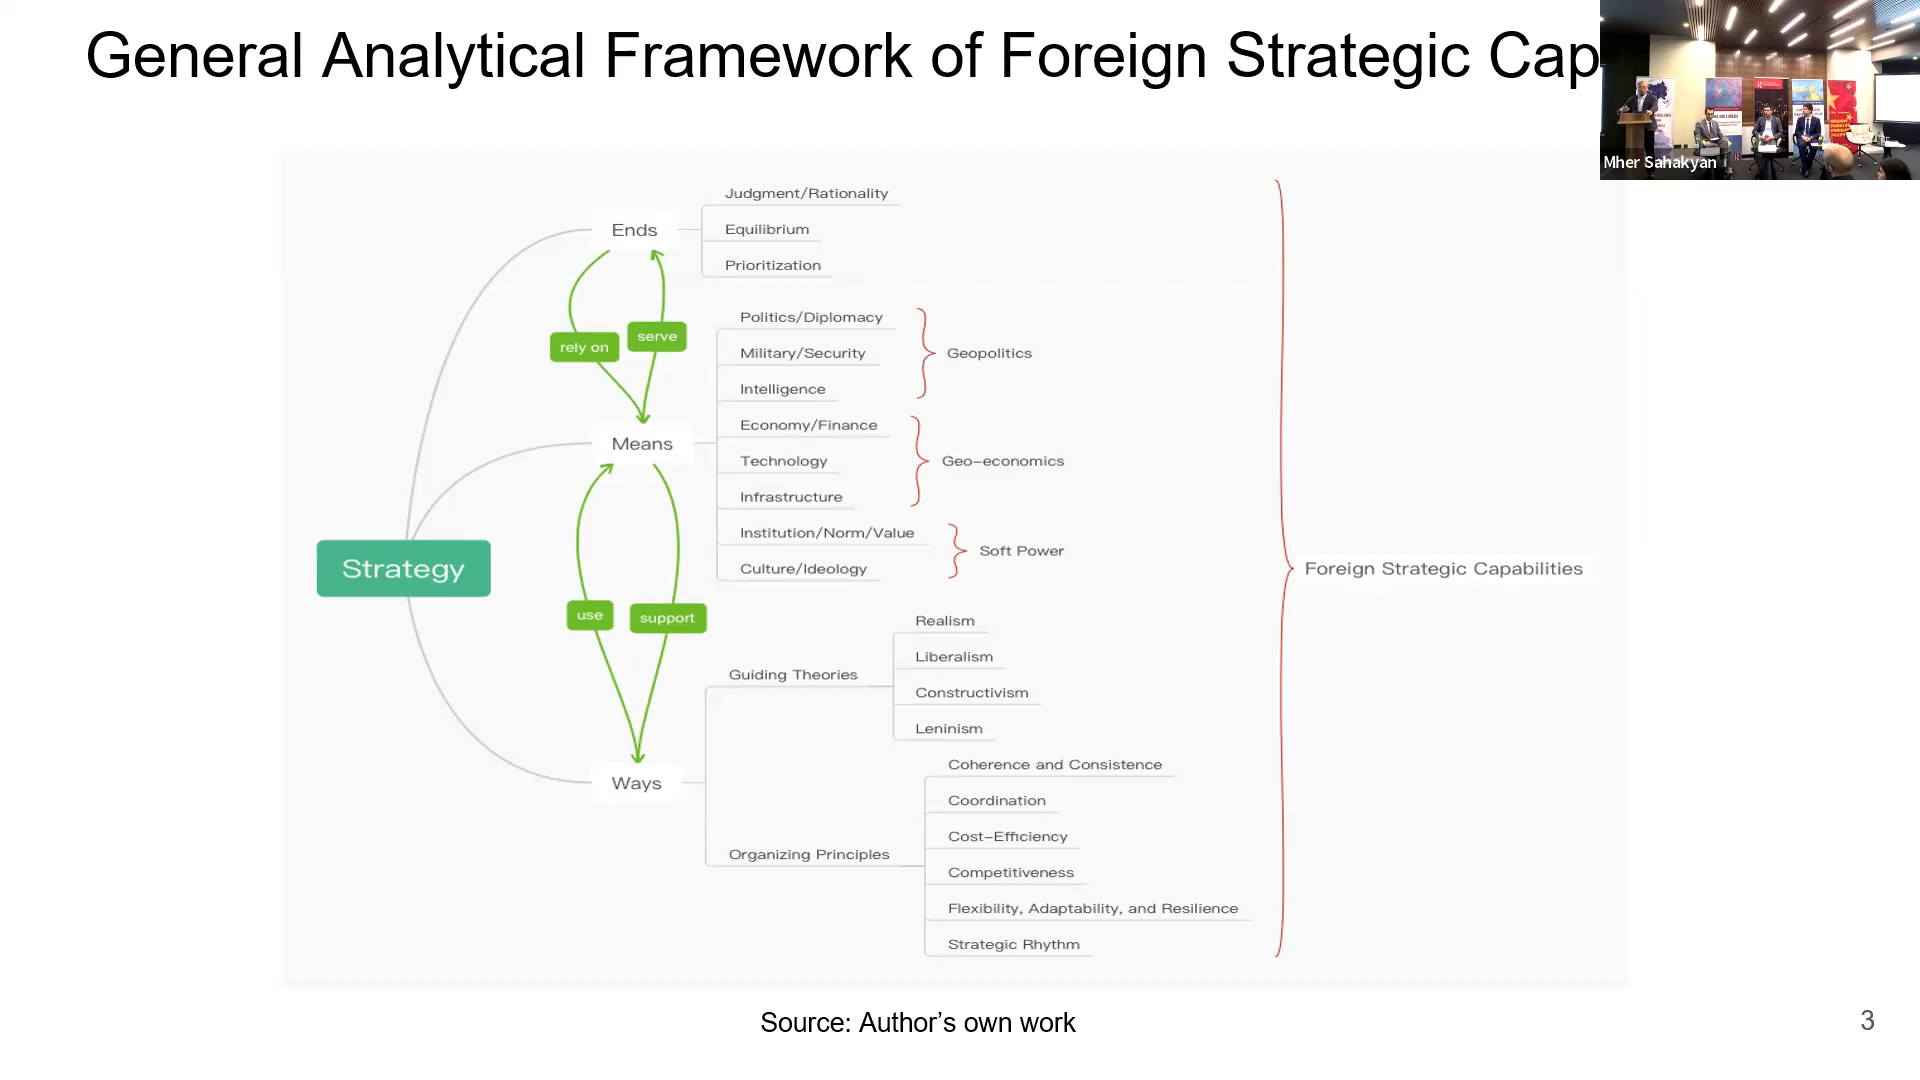 General Analytical Framework of Foreign Strategic Cap
Mher Sahakyan
Judgment/Rationality
Ends
Equilibrium
Prioritization
Politics/Diplomacy
serve
rely on
Military/Security
Geopolitics
Intelligence
Economy/Finance
Means
Technology
Geo-economics
Infrastructure
Institution/Norm/Value
Soft Power
Culture/Ideology
Strategy
Foreign Strategic Capabilities
use
support
Realism
Liberalism
Guiding Theories
Constructivism
Leninism
Coherence and Consistence
Ways
Coordination
Cost-Efficiency
Organizing Principles
Competitiveness
Flexibility, Adaptability, and Resilience
Strategic Rhythm
Source: Author's own work
3